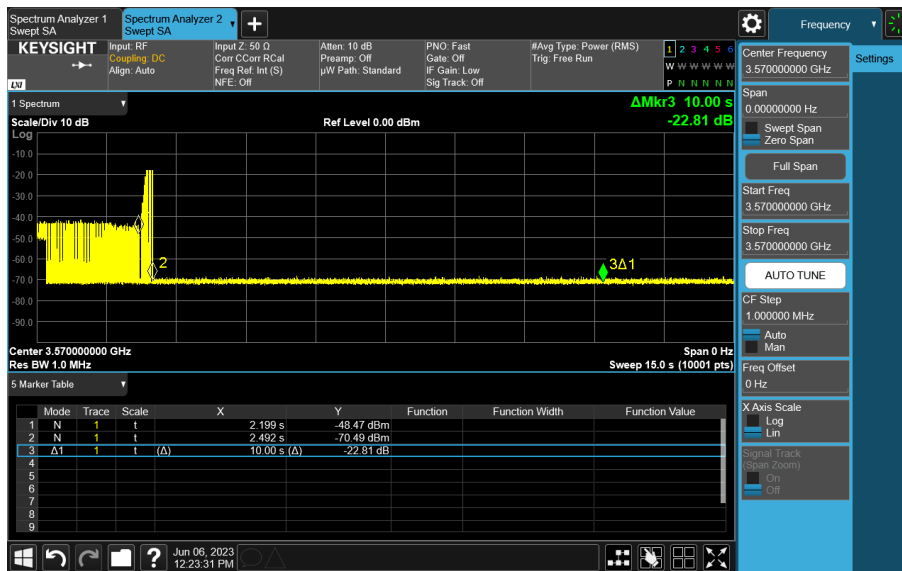 Spectrum Analyzer 1
Swept SA
Spectrum Analyzer 2
Swept SA
+
Frequency
KEYSIGHT
LXI
Input: RF
Coupling: DC
Align: Auto
Input Z: 50 Ω
Corr CCorr RCal
Freq Ref: Int (S)
NFE: Off
Atten: 10 dB
Preamp: Off
µW Path: Standard
PNO: Fast
Gate: Off
IF Gain: Low
Sig Track: Off
#Avg Type: Power (RMS)
Trig: Free Run
1 2 3 4 5 6
W W W W W W
P N N N N N
1 Spectrum
Scale/Div 10 dB
Ref Level 0.00 dBm
ΔMkr3 10.00 s
-22.81 dB
Log
-10.0
-20.0
-30.0
-40.0
-50.0
-60.0
-70.0
-80.0
-90.0
2
3Δ1
Center 3.570000000 GHz
Span 0 Hz
Res BW 1.0 MHz
Sweep 15.0 s (10001 pts)
5 Marker Table
Mode Trace Scale X Y Function Function Width Function Value
1 N 1 t 2.199 s -48.47 dBm
2 N 1 t 2.492 s -70.49 dBm
3 Δ1 1 t (Δ) 10.00 s (Δ) -22.81 dB
4
5
6
7
8
9
?
Jun 06, 2023
12:23:31 PM
Center Frequency
3.570000000 GHz
Settings
Span
0.00000000 Hz
Swept Span
Zero Span
Full Span
Start Freq
3.570000000 GHz
Stop Freq
3.570000000 GHz
AUTO TUNE
CF Step
1.000000 MHz
Auto
Man
Freq Offset
0 Hz
X Axis Scale
Log
Lin
Signal Track
(Span Zoom)
On
Off